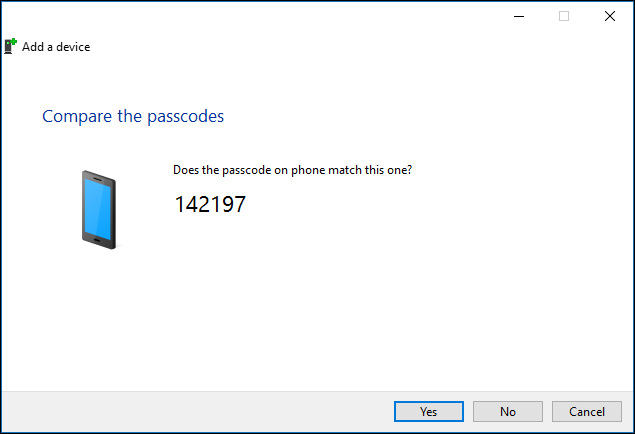 Add a device
Compare the passcodes
Does the passcode on phone match this one?
142197
Yes No Cancel